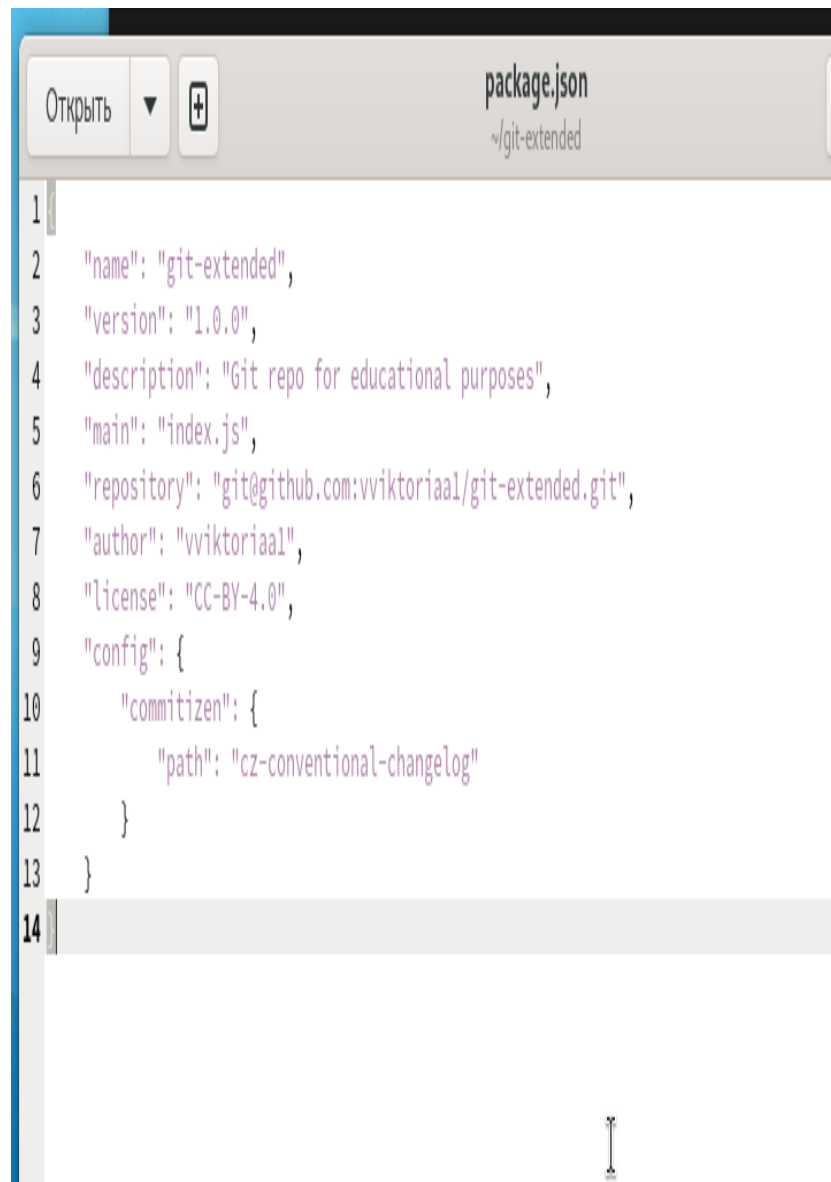 Открыть
package.json
~/git-extended
1 {
2 "name": "git-extended",
3 "version": "1.0.0",
4 "description": "Git repo for educational purposes",
5 "main": "index.js",
6 "repository": "git@github.com:vviktoriaa1/git-extended.git",
7 "author": "vviktoriaa1",
8 "license": "CC-BY-4.0",
9 "config": {
10 "commitizen": {
11 "path": "cz-conventional-changelog"
12 }
13 }
14 }